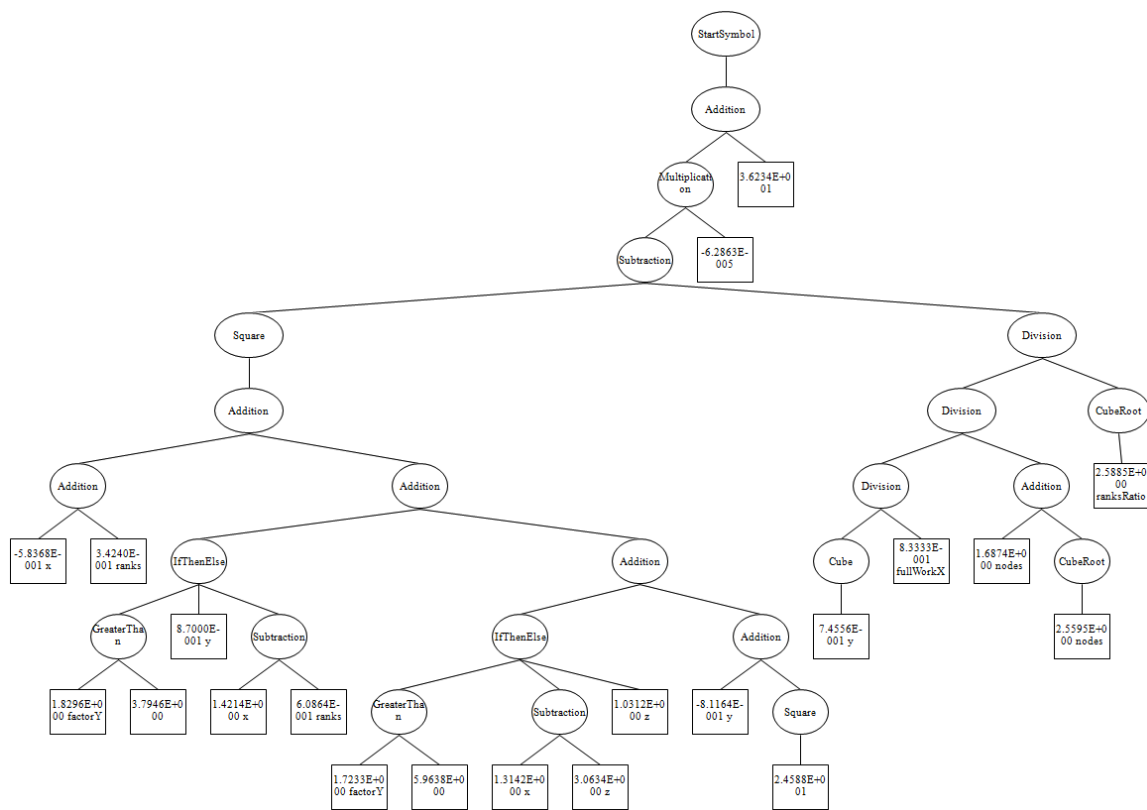 StartSymbol
Addition
Multiplicati
on
3.6234E+0
01
Subtraction
-6.2863E-
005
Square
Division
Addition
Division
CubeRoot
Addition
Addition
Division
Addition
2.5885E+0
00
ranksRatio
-5.8368E-
001 x
3.4240E-
001 ranks
IfThenElse
Addition
Cube
8.3333E-
001
fullWorkX
1.6874E+0
00 nodes
CubeRoot
GreaterTha
n
8.7000E-
001 y
Subtraction
IfThenElse
Addition
7.4556E-
001 y
2.5595E+0
00 nodes
1.8296E+0
00 factorY
3.7946E+0
00
1.4214E+0
00 x
6.0864E-
001 ranks
GreaterTha
n
Subtraction
1.0312E+0
00 z
-8.1164E-
001 y
Square
1.7233E+0
00 factorY
5.9638E+0
00
1.3142E+0
00 x
3.0634E+0
00 z
2.4588E+0
01